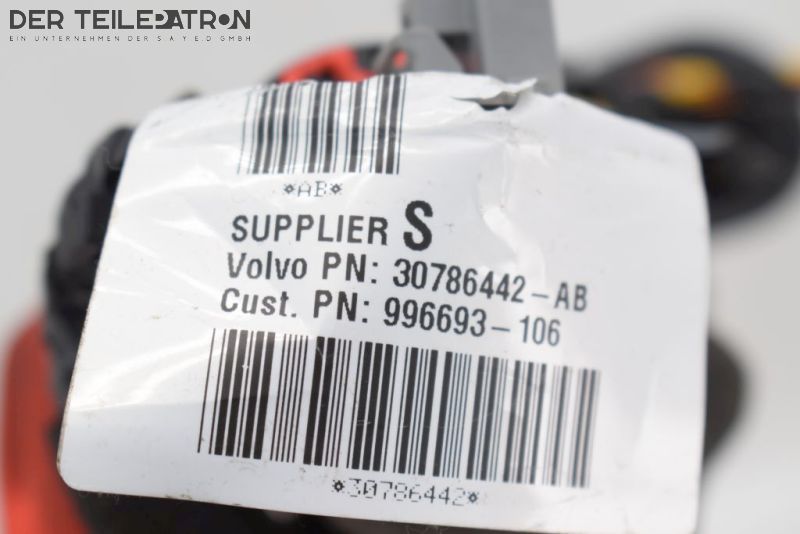 DER TEILEPATRON
EIN UNTERNEHMEN DER S A Y E.D GMBH
*AB*
SUPPLIER S
Volvo PN: 30786442-AB
Cust. PN: 996693-106
*30786442*